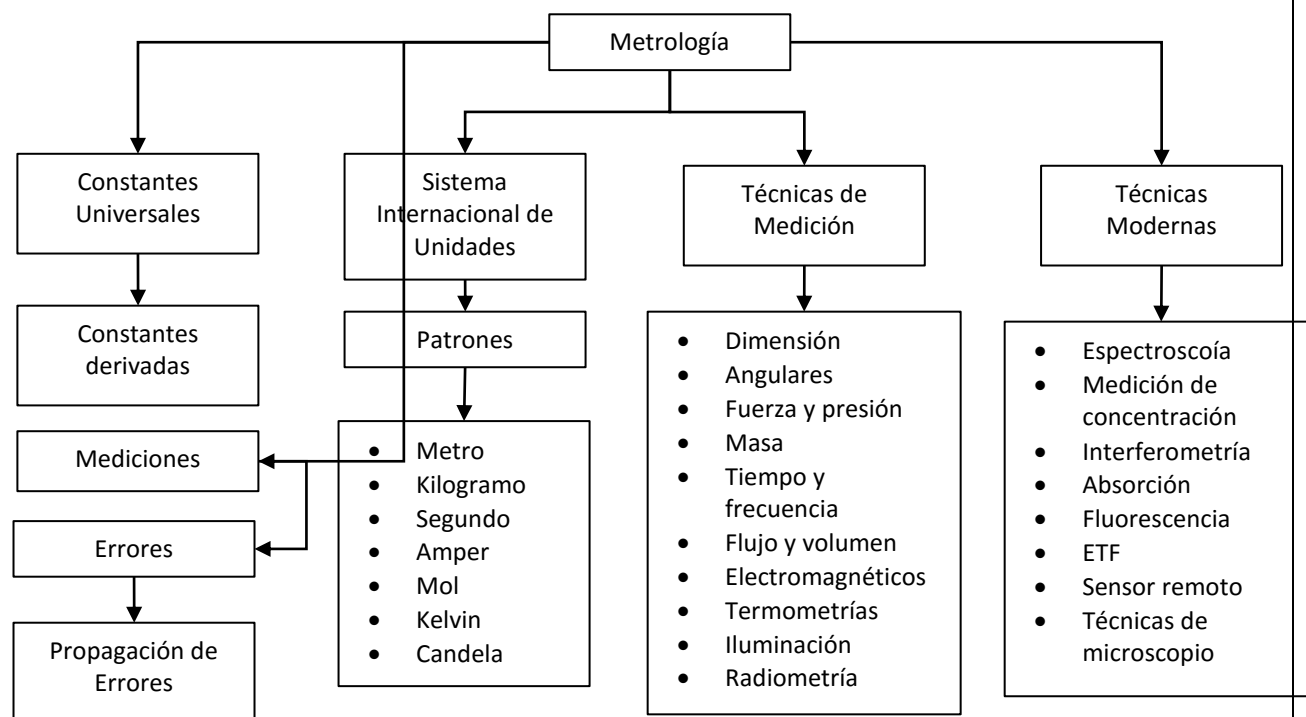 Metrología
Constantes
Universales
Sistema
Internacional de
Unidades
Técnicas de
Medición
Técnicas
Modernas
Constantes
derivadas
Patrones
Mediciones
Errores
Propagación de
Errores
• Metro
• Kilogramo
• Segundo
• Amper
• Mol
• Kelvin
• Candela
• Dimensión
• Angulares
• Fuerza y presión
• Masa
• Tiempo y
frecuencia
• Flujo y volumen
• Electromagnéticos
• Termometrías
• Iluminación
• Radiometría
• Espectroscoía
• Medición de
concentración
• Interferometría
• Absorción
• Fluorescencia
• ETF
• Sensor remoto
• Técnicas de
microscopio